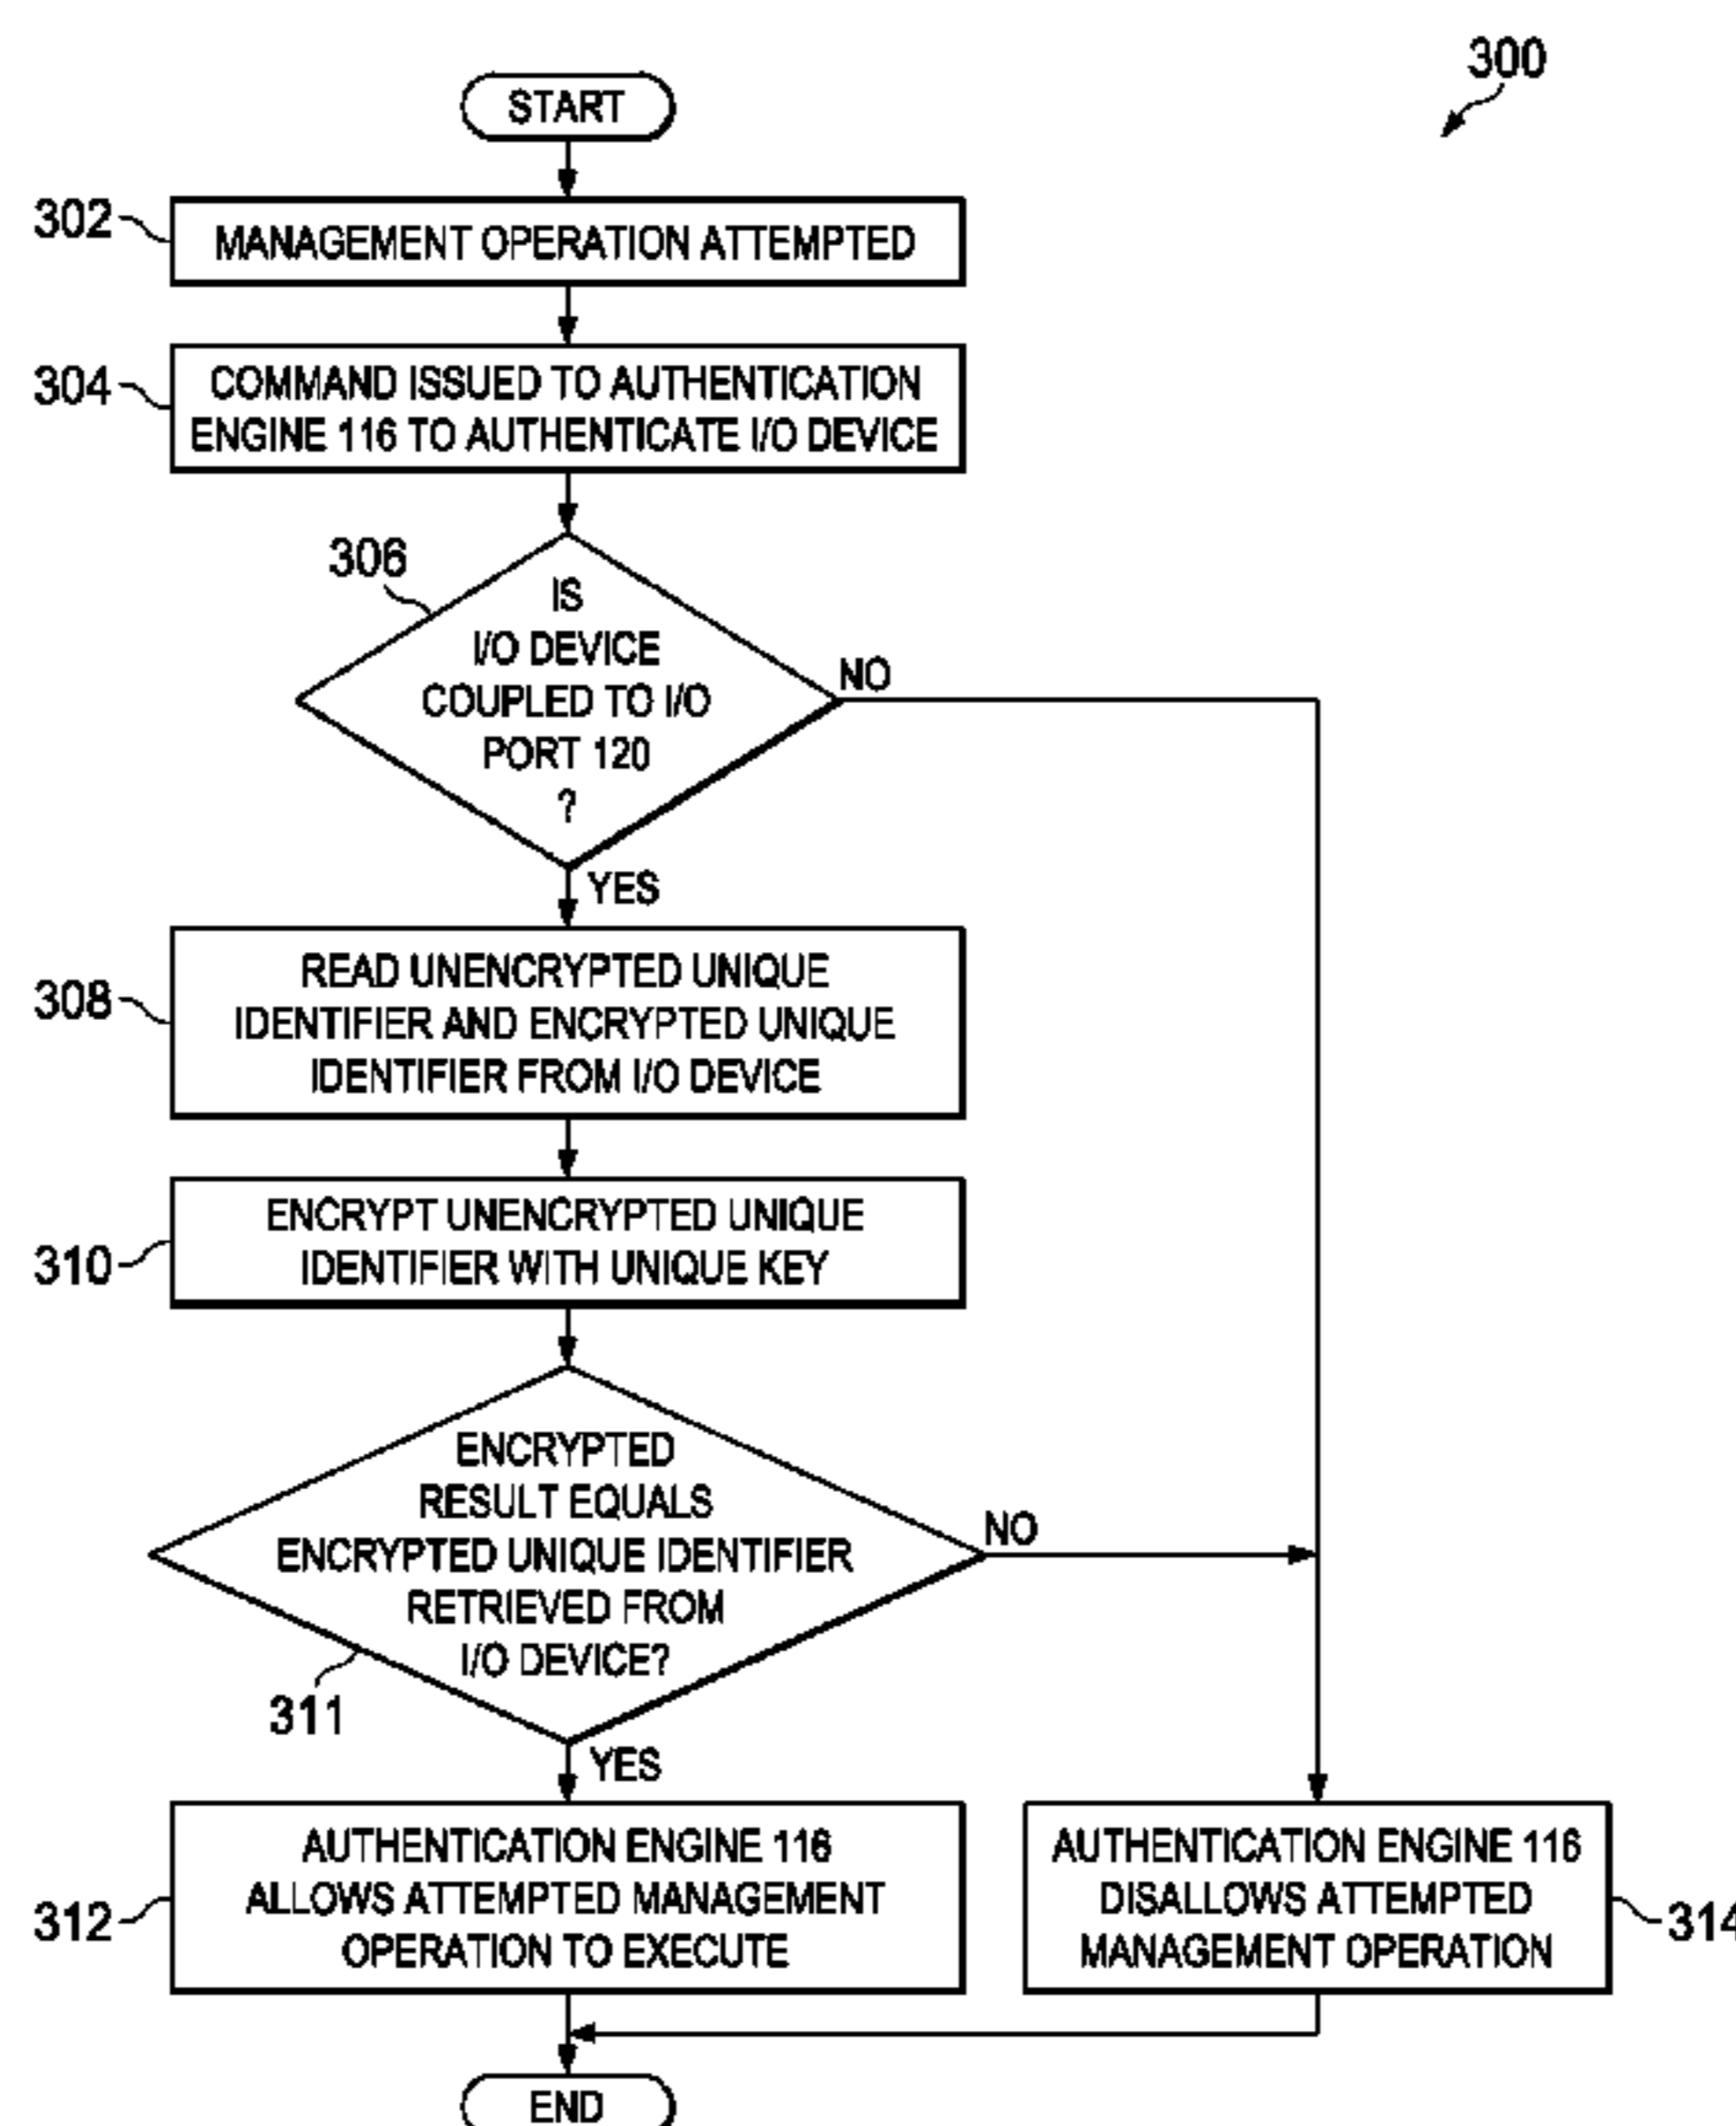 300
START
302
MANAGEMENT OPERATION ATTEMPTED
304
COMMAND ISSUED TO AUTHENTICATION
ENGINE 116 TO AUTHENTICATE I/O DEVICE
306
IS
I/O DEVICE
COUPLED TO I/O
PORT 120
?
NO
YES
308
READ UNENCRYPTED UNIQUE
IDENTIFIER AND ENCRYPTED UNIQUE
IDENTIFIER FROM I/O DEVICE
310
ENCRYPT UNENCRYPTED UNIQUE
IDENTIFIER WITH UNIQUE KEY
ENCRYPTED
RESULT EQUALS
ENCRYPTED UNIQUE IDENTIFIER
RETRIEVED FROM
I/O DEVICE?
NO
311
YES
312
AUTHENTICATION ENGINE 116
ALLOWS ATTEMPTED MANAGEMENT
OPERATION TO EXECUTE
AUTHENTICATION ENGINE 116
DISALLOWS ATTEMPTED
MANAGEMENT OPERATION
314
END